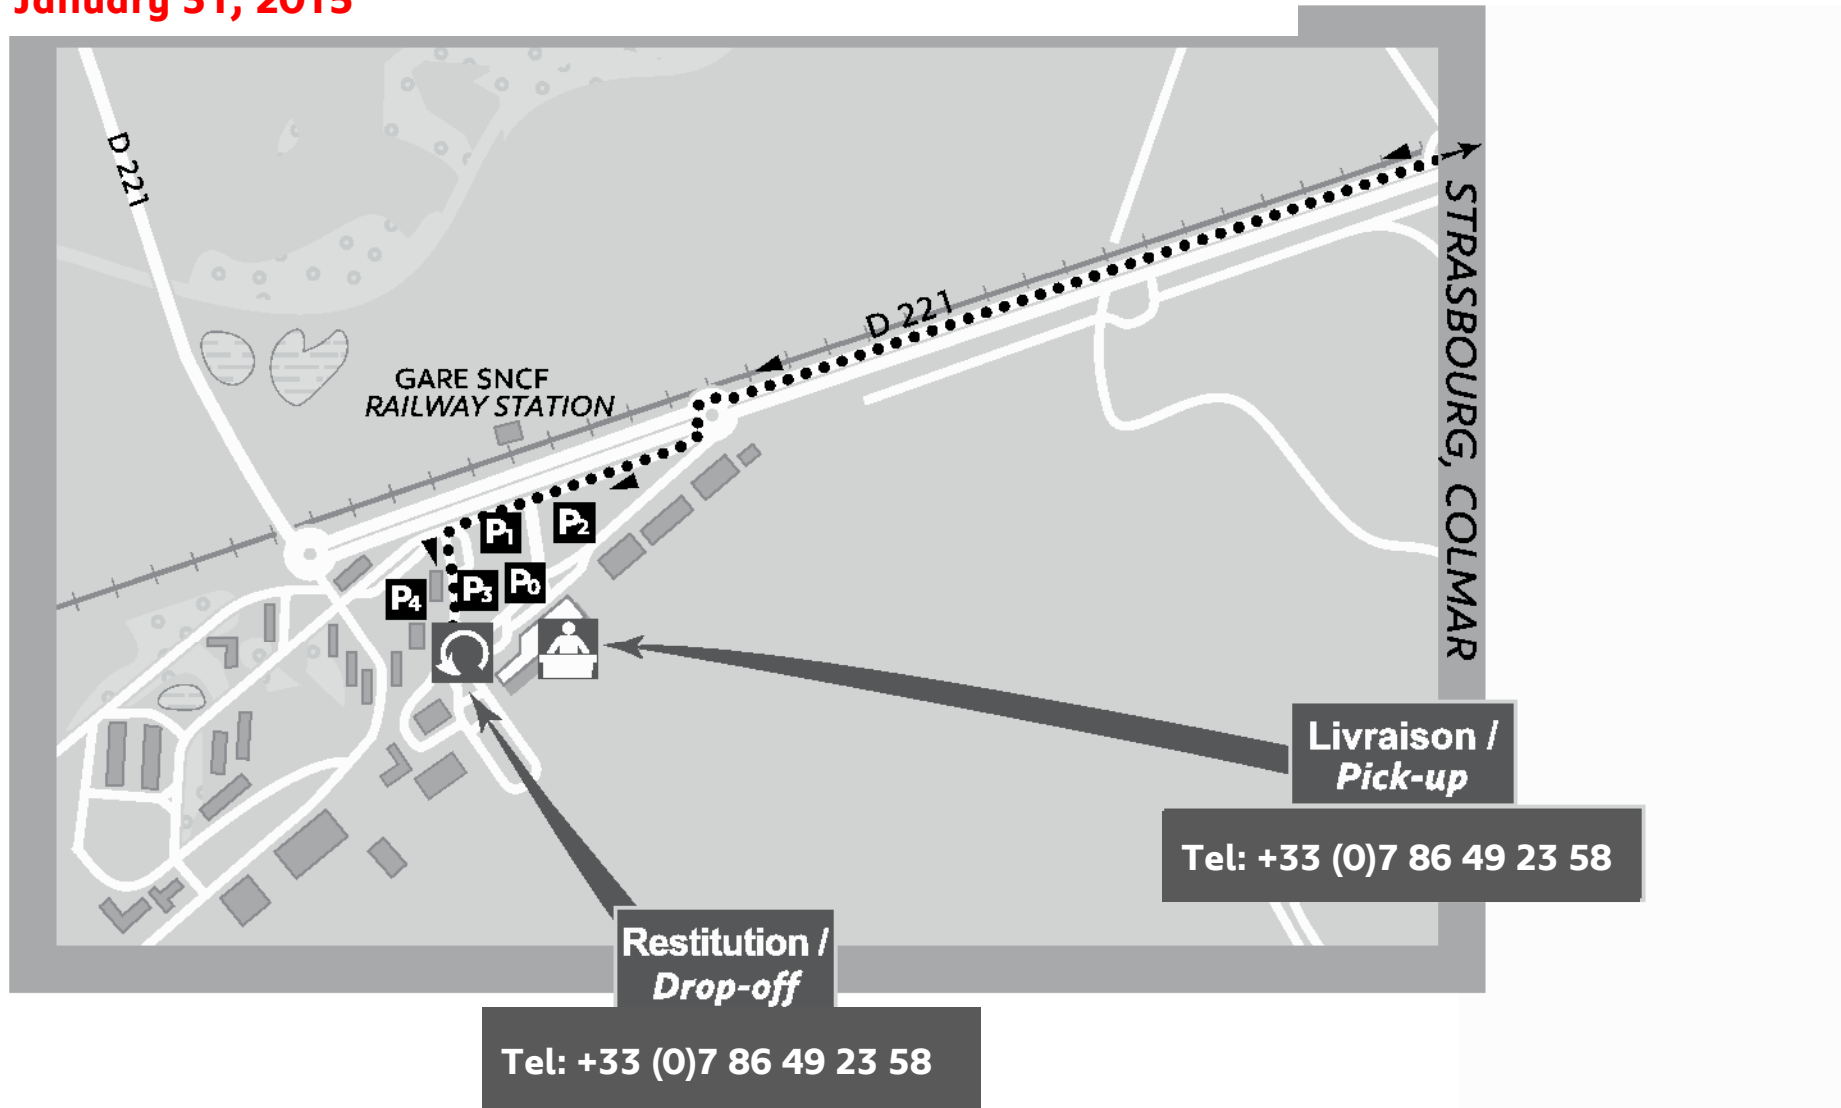 January 31, 2015
D 221
STRASBOURG, COLMAR
D 221
GARE SNCF
RAILWAY STATION
P1
P2
P3
P0
P4
Livraison /
Pick-up
Tel: +33 (0)7 86 49 23 58
Restitution /
Drop-off
Tel: +33 (0)7 86 49 23 58